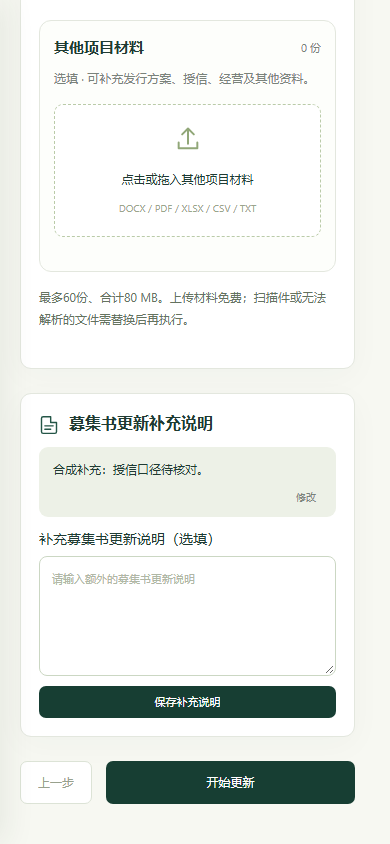 其他项目材料
0 份
选填 · 可补充发行方案、授信、经营及其他资料。
点击或拖入其他项目材料
DOCX / PDF / XLSX / CSV / TXT
最多60份、合计80 MB。上传材料免费；扫描件或无法
解析的文件需替换后再执行。
募集书更新补充说明
合成补充：授信口径待核对。
修改
补充募集书更新说明（选填）
请输入额外的募集书更新说明
保存补充说明
上一步
开始更新